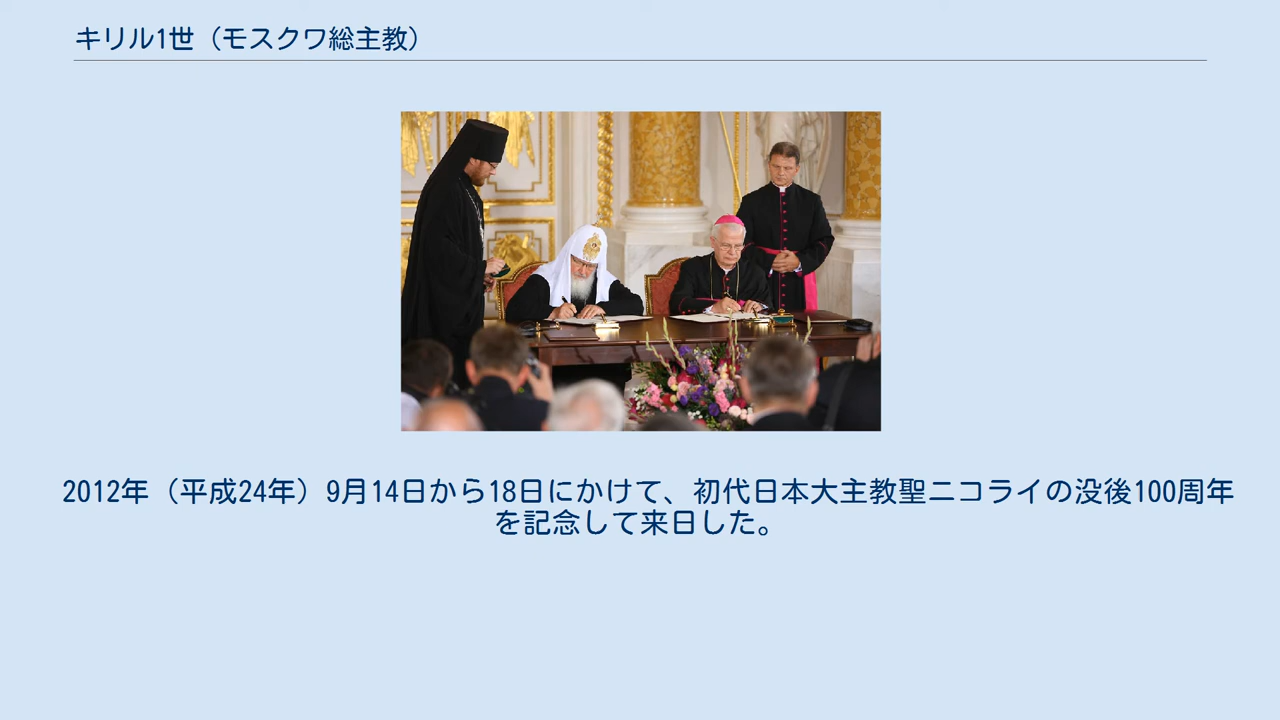 キリル1世（モスクワ総主教）
2012年（平成24年）9月14日から18日にかけて、初代日本大主教聖ニコライの没後100周年
を記念して来日した。